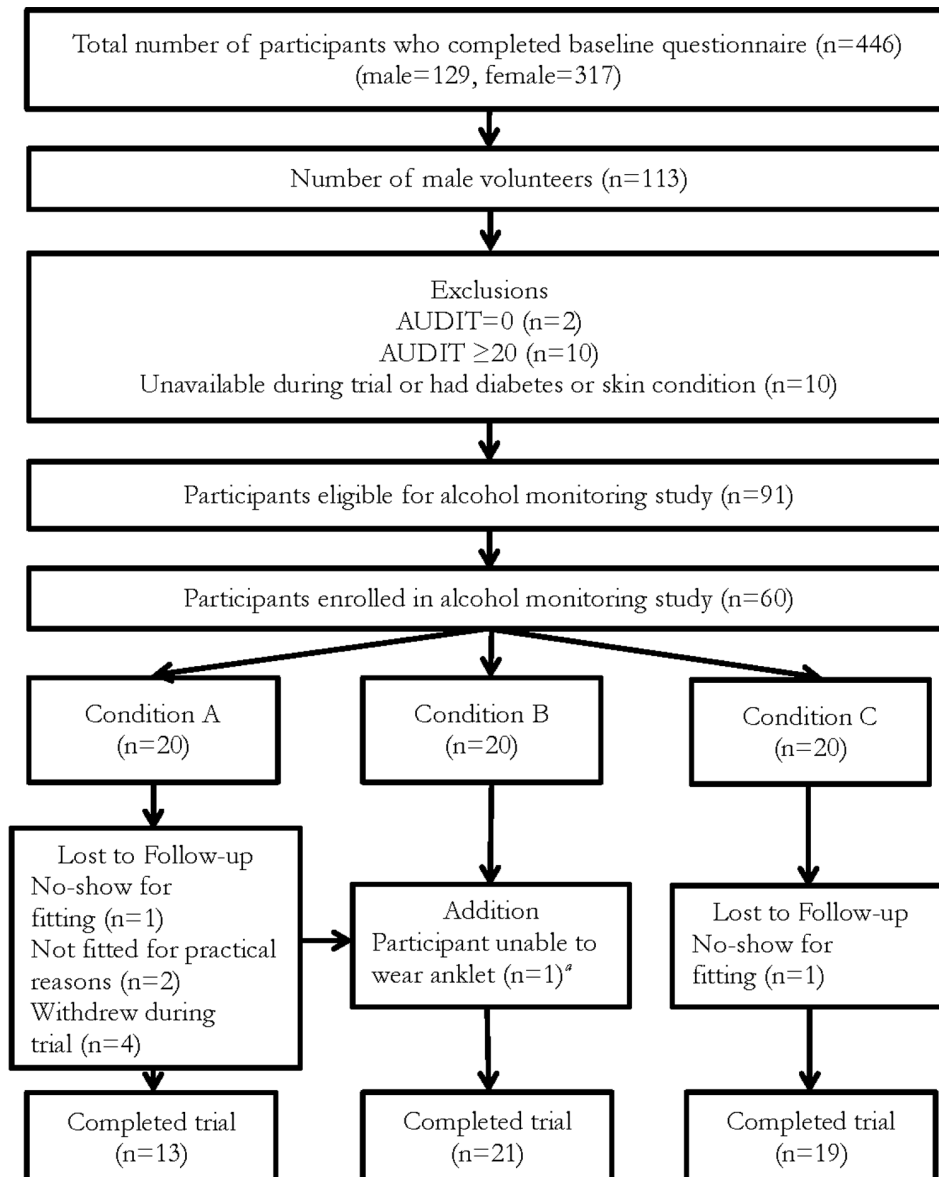 Total number of participants who completed baseline questionnaire (n=446)
(male=129, female=317)
Number of male volunteers (n=113)
Exclusions
AUDIT=0 (n=2)
AUDIT ≥20 (n=10)
Unavailable during trial or had diabetes or skin condition (n=10)
Participants eligible for alcohol monitoring study (n=91)
Participants enrolled in alcohol monitoring study (n=60)
Condition A
(n=20)
Condition B
(n=20)
Condition C
(n=20)
Lost to Follow-up
No-show for
fitting (n=1)
Not fitted for practical
reasons (n=2)
Withdrew during
trial (n=4)
Addition
Participant unable to
wear anklet (n=1)ª
Lost to Follow-up
No-show for
fitting (n=1)
Completed trial
(n=13)
Completed trial
(n=21)
Completed trial
(n=19)